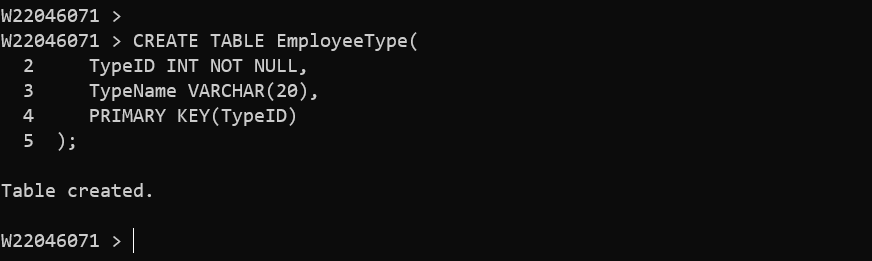 W22046071 >
W22046071 > CREATE TABLE EmployeeType(
  2     TypeID INT NOT NULL,
  3     TypeName VARCHAR(20),
  4     PRIMARY KEY(TypeID)
  5  );
Table created.
W22046071 >